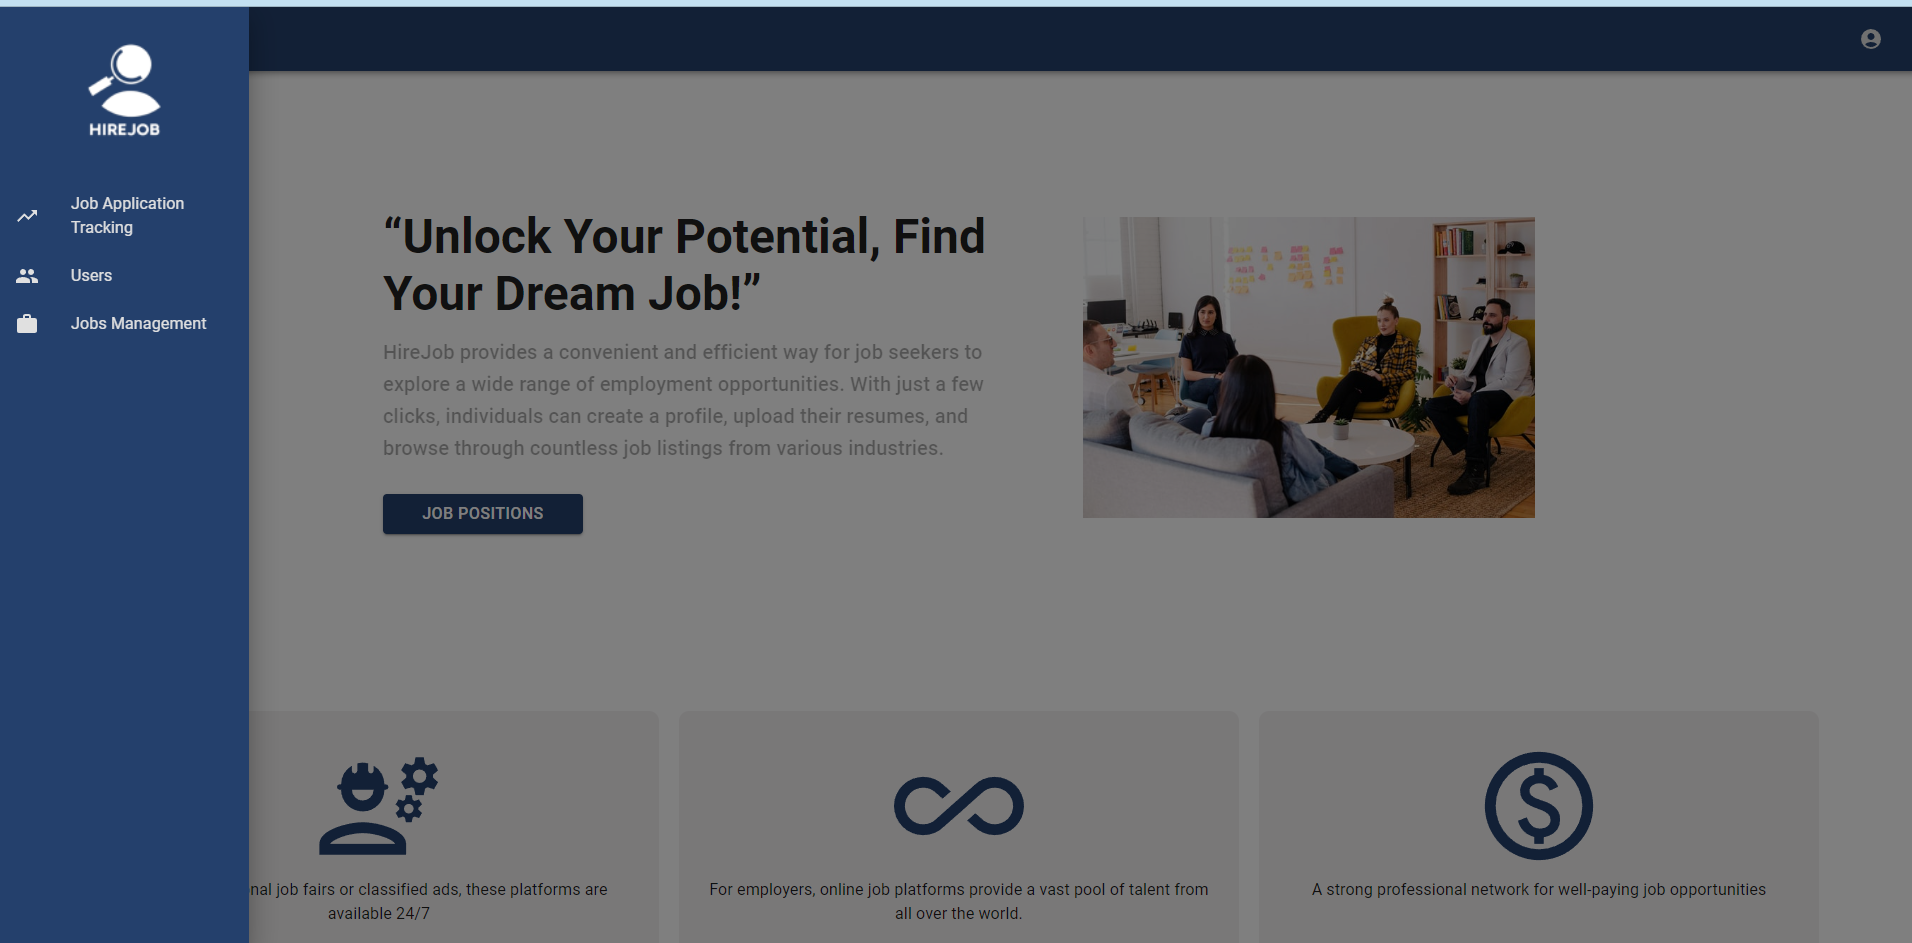 HIREJOB
Job Application
Tracking
Users
Jobs Management
“Unlock Your Potential, Find
Your Dream Job!”
HireJob provides a convenient and efficient way for job seekers to
explore a wide range of employment opportunities. With just a few
clicks, individuals can create a profile, upload their resumes, and
browse through countless job listings from various industries.
JOB POSITIONS
job fairs or classified ads, these platforms are
available 24/7
For employers, online job platforms provide a vast pool of talent from
all over the world.
A strong professional network for well-paying job opportunities